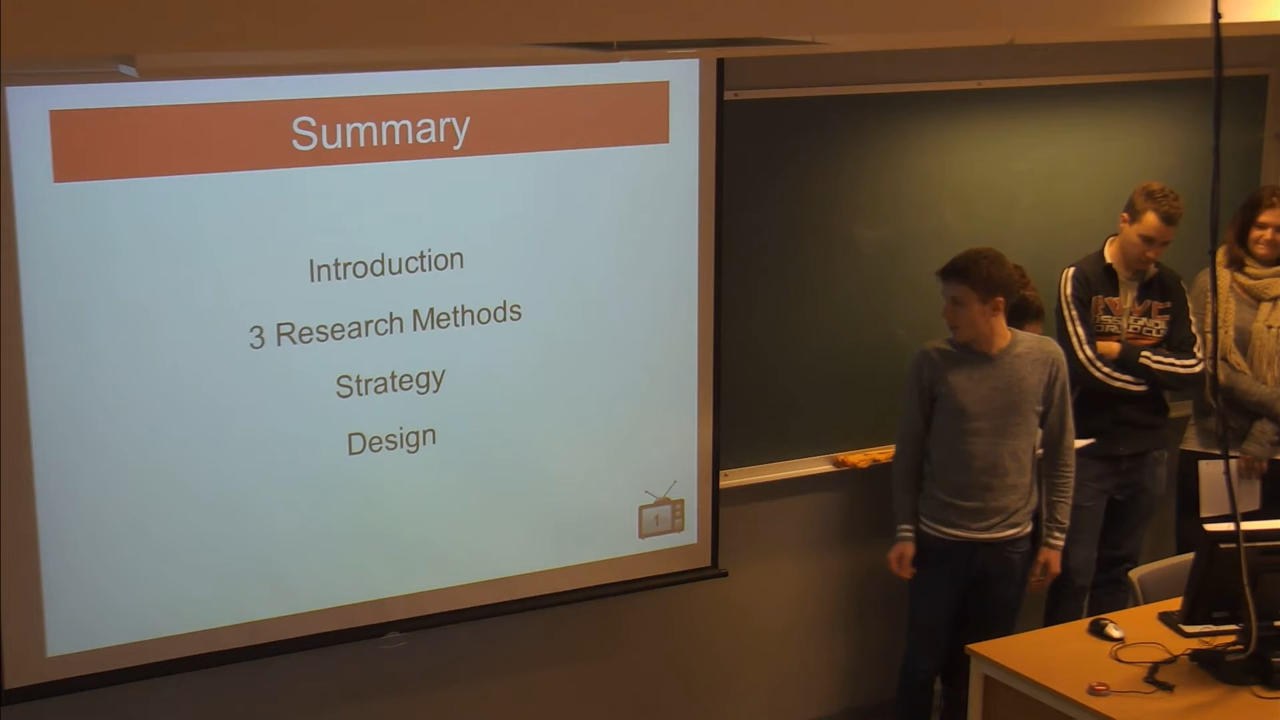 Summary
Introduction
3 Research Methods
Strategy
Design
1